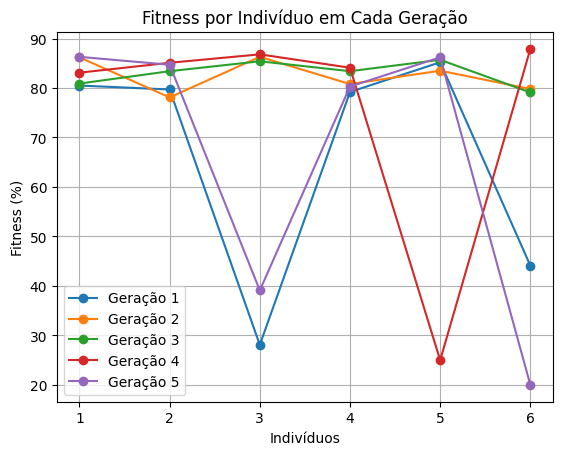 Fitness por Indivíduo em Cada Geração
Fitness (%)
90
80
70
60
50
40
30
20
Geração 1
Geração 2
Geração 3
Geração 4
Geração 5
1 2 3 4 5 6
Indivíduos